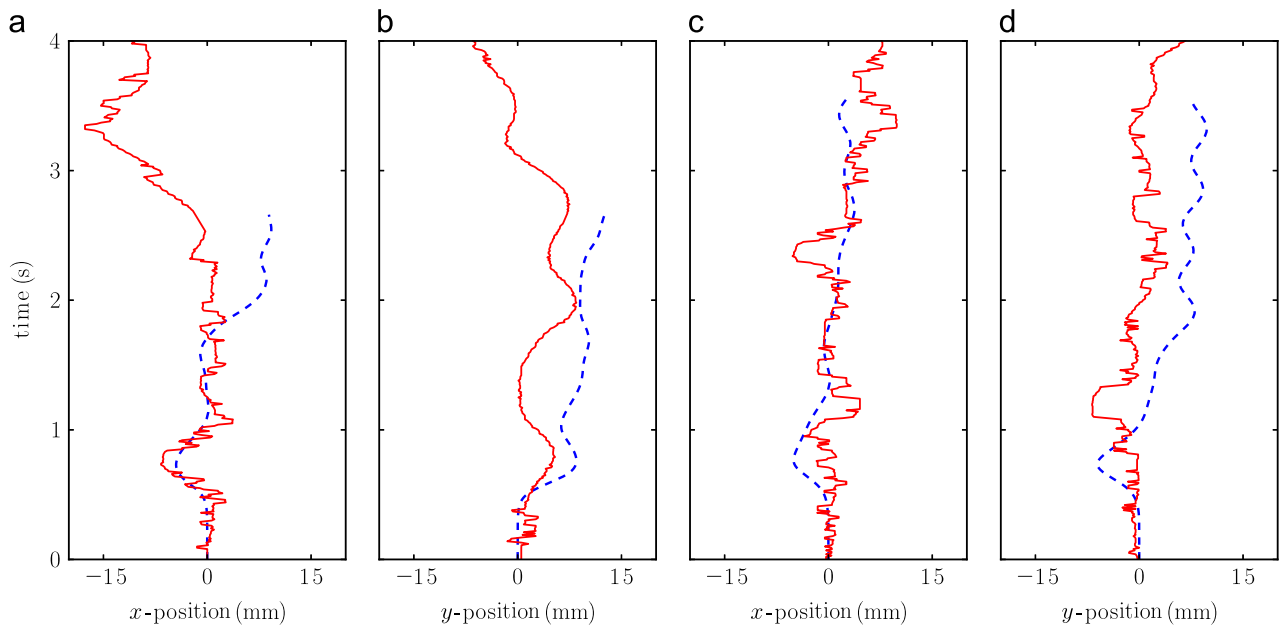 a b c d
4
3
2
1
0
time (s)
−15 0 15 −15 0 15 −15 0 15 −15 0 15
x-position (mm) y-position (mm) x-position (mm) y-position (mm)